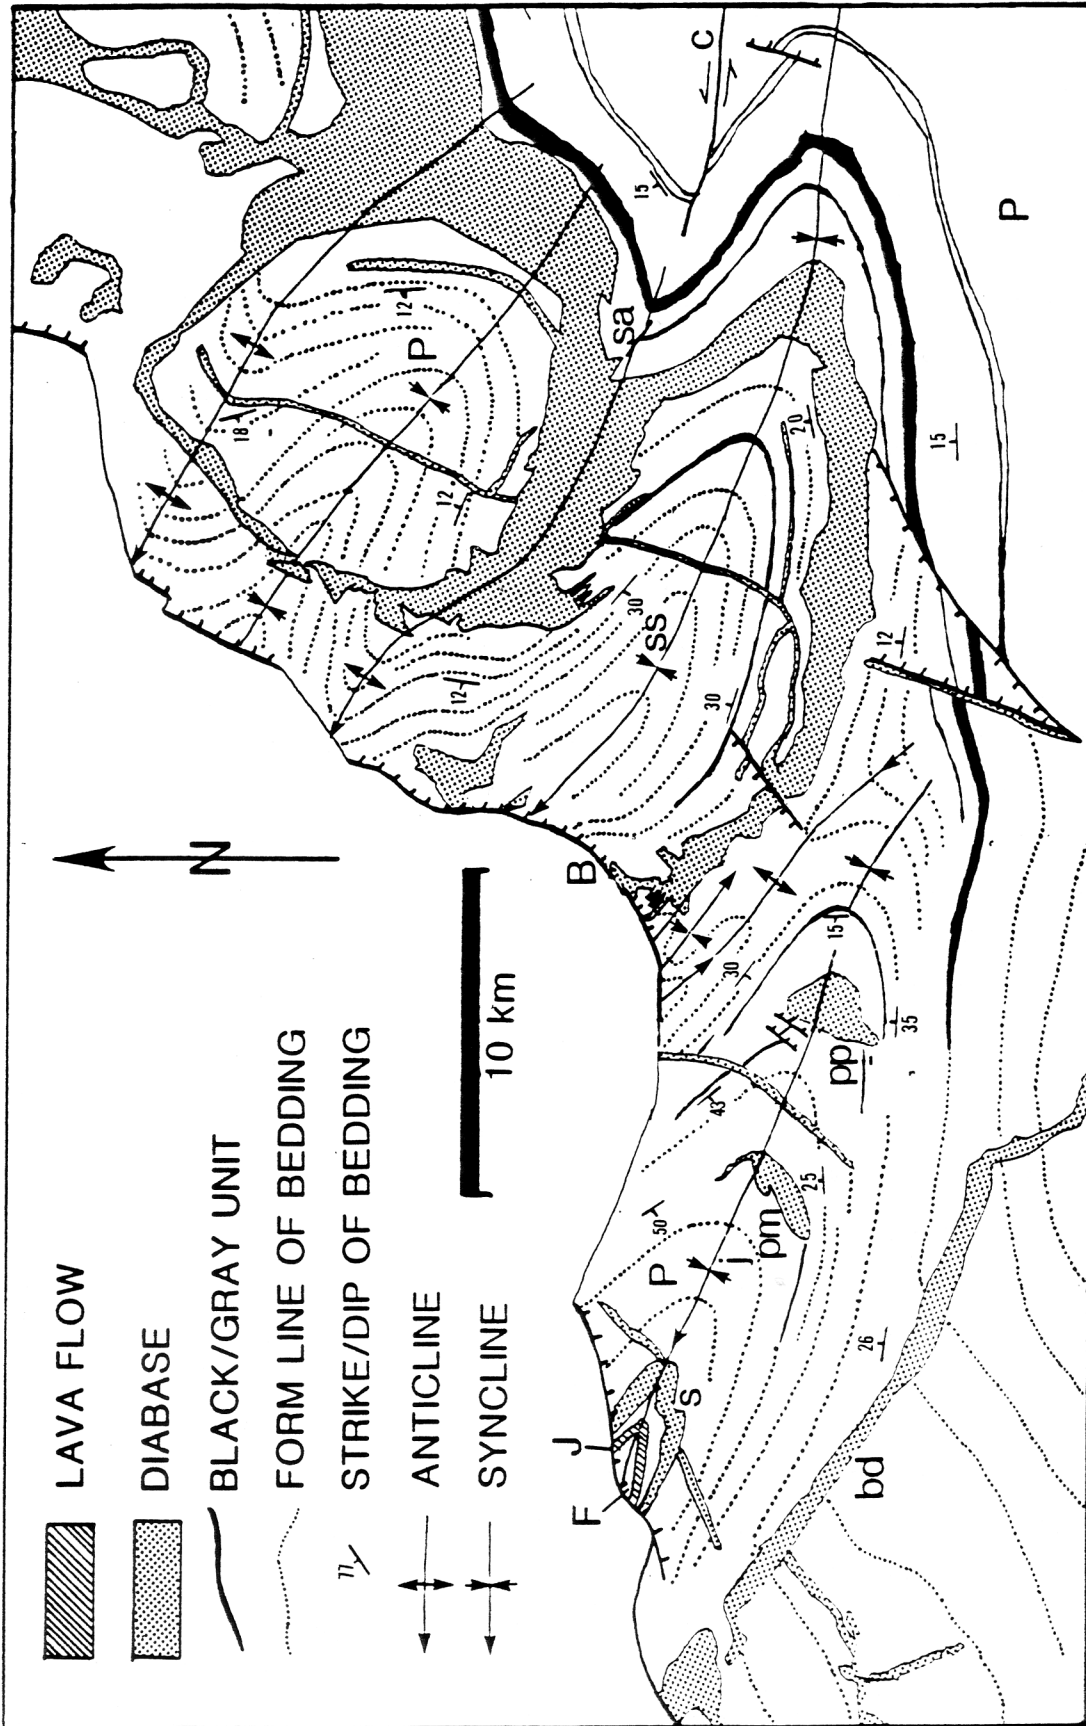 LAVA FLOW
DIABASE
BLACK/GRAY UNIT
FORM LINE OF BEDDING
n STRIKE/DIP OF BEDDING
ANTICLINE
SYNCLINE
10 km
N
F
J
S
P
j
pm
pp
bd
B
ss
sa
P
P
C
50
43
25
26
35
15
30
30
30
12
12
12
12
18
20
15
15